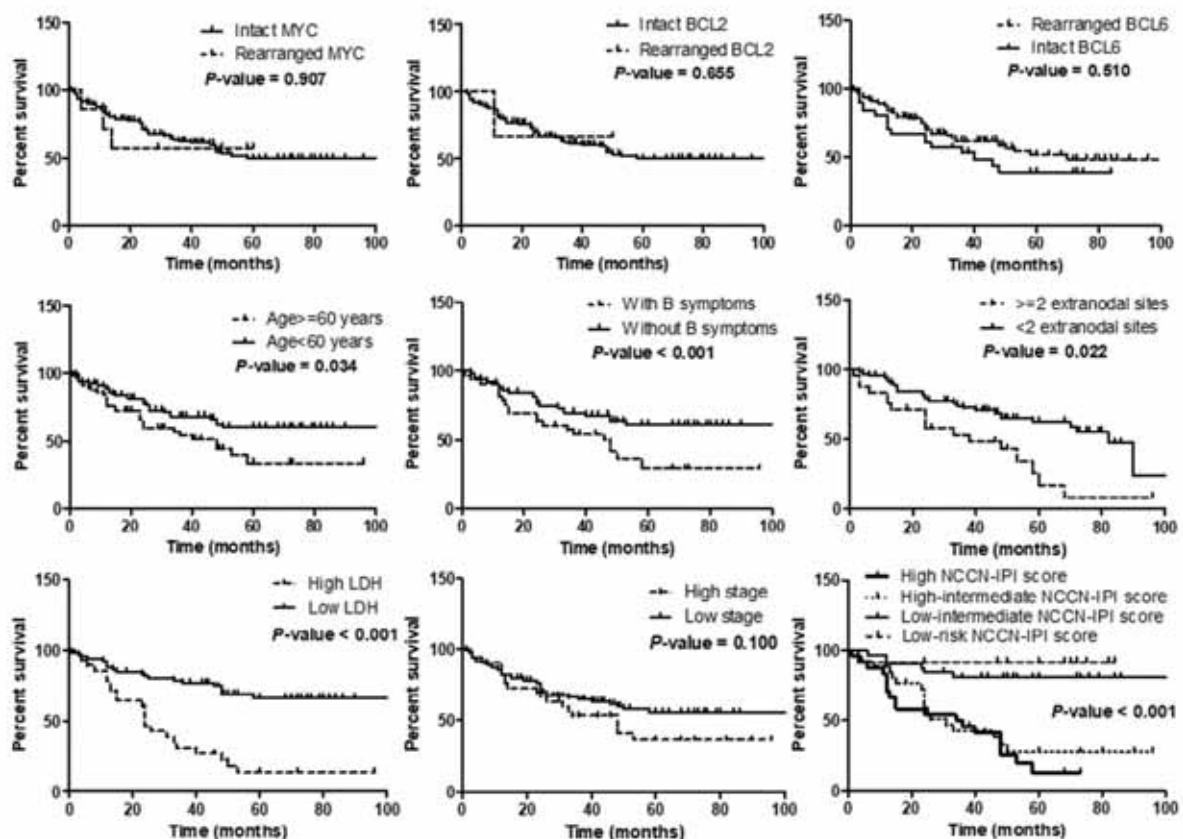 Intact MYC
Rearranged MYC
P-value = 0.907
Percent survival
150
100
50
0
0 20 40 60 80 100
Time (months)
Intact BCL2
Rearranged BCL2
P-value = 0.655
Percent survival
150
100
50
0
0 20 40 60 80 100
Time (months)
Rearranged BCL6
Intact BCL6
P-value = 0.510
Percent survival
150
100
50
0
0 20 40 60 80 100
Time (months)
Age>=60 years
Age<60 years
P-value = 0.034
Percent survival
150
100
50
0
0 20 40 60 80 100
Time (months)
With B symptoms
Without B symptoms
P-value < 0.001
Percent survival
150
100
50
0
0 20 40 60 80 100
Time (months)
>=2 extranodal sites
<2 extranodal sites
P-value = 0.022
Percent survival
150
100
50
0
0 20 40 60 80 100
Time (months)
High LDH
Low LDH
P-value < 0.001
Percent survival
150
100
50
0
0 20 40 60 80 100
Time (months)
High stage
Low stage
P-value = 0.100
Percent survival
150
100
50
0
0 20 40 60 80 100
Time (months)
High NCCN-IPI score
High-intermediate NCCN-IPI score
Low-intermediate NCCN-IPI score
Low-risk NCCN-IPI score
P-value < 0.001
Percent survival
150
100
50
0
0 20 40 60 80 100
Time (months)